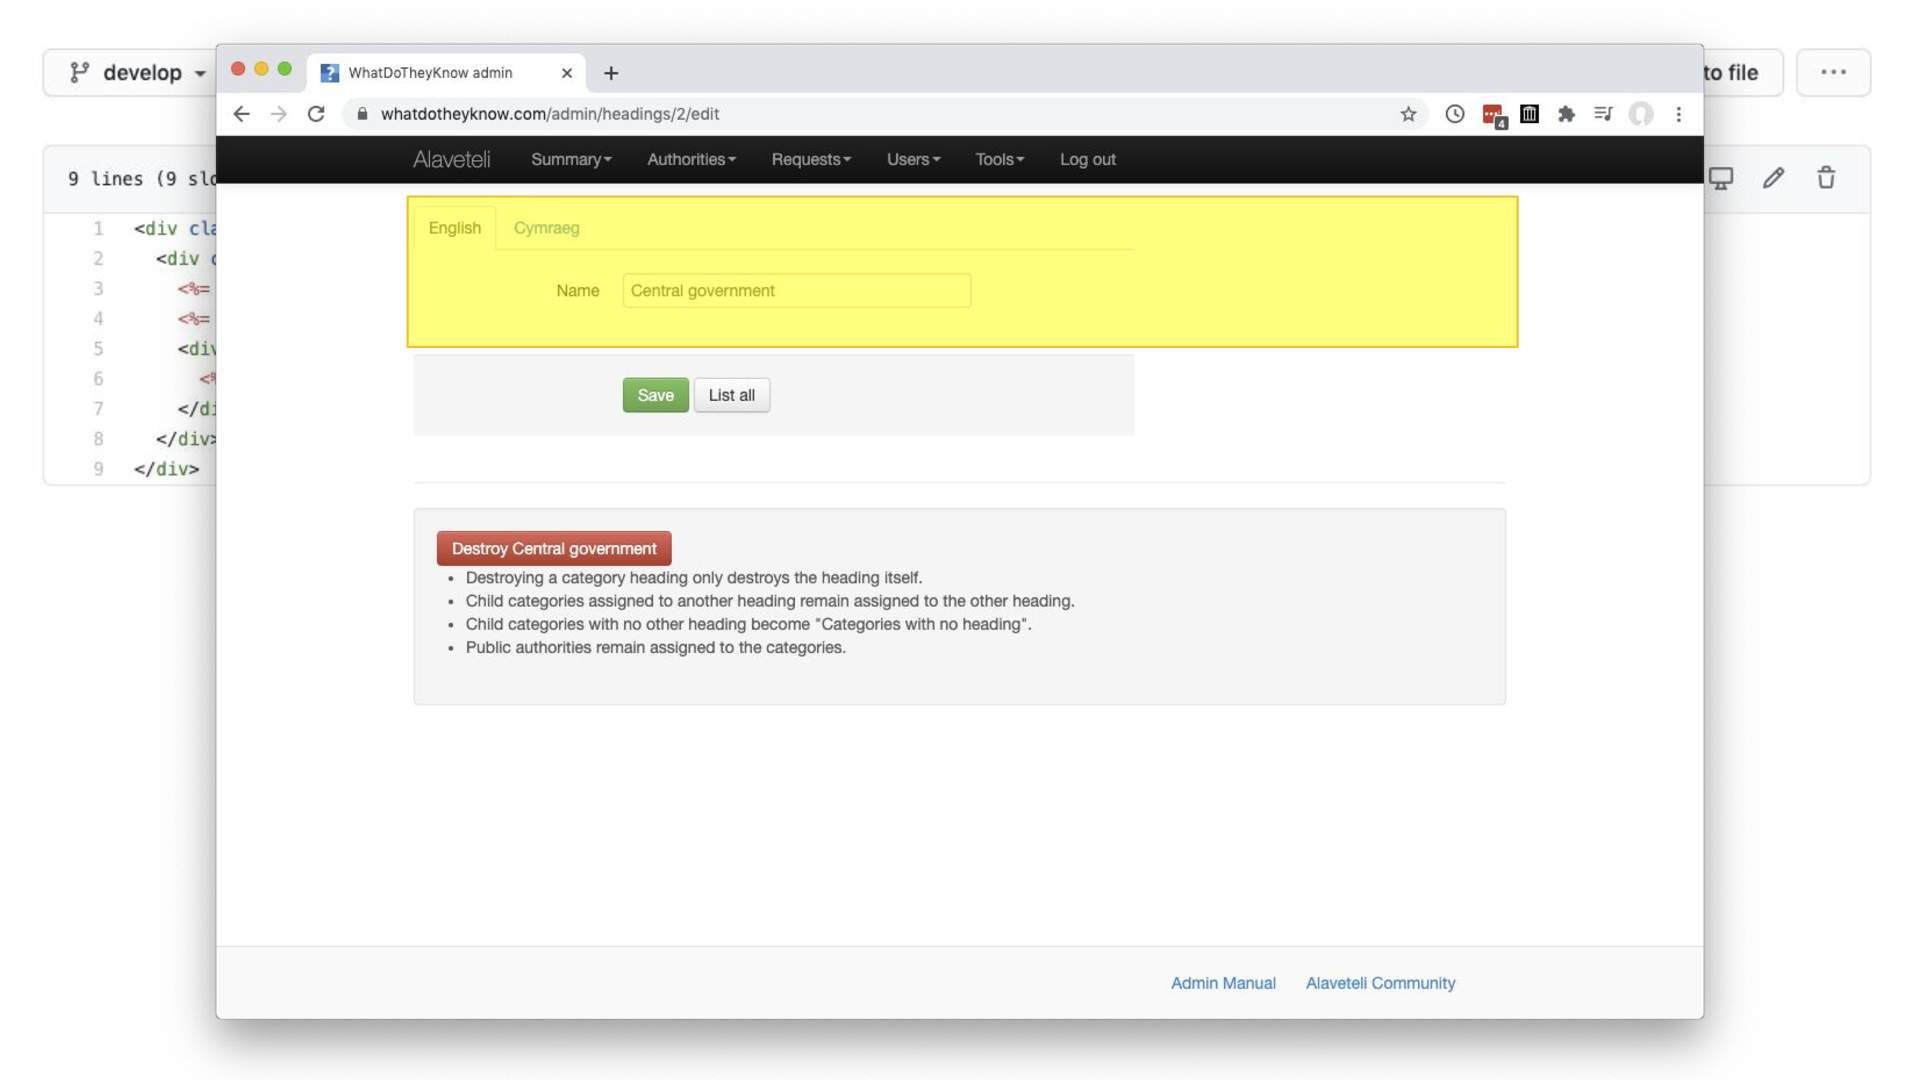 develop
to file
9 lines (9 slo
1 <div cla
2 <div c
3 <%=
4 <%=
5 <div
6 <%
7 </di
8 </div>
9 </div>
WhatDoTheyKnow admin
whatdotheyknow.com/admin/headings/2/edit
4
Alaveteli Summary Authorities Requests Users Tools Log out
English Cymraeg
Name Central government
Save List all
Destroy Central government
• Destroying a category heading only destroys the heading itself.
• Child categories assigned to another heading remain assigned to the other heading.
• Child categories with no other heading become "Categories with no heading".
• Public authorities remain assigned to the categories.
Admin Manual Alaveteli Community